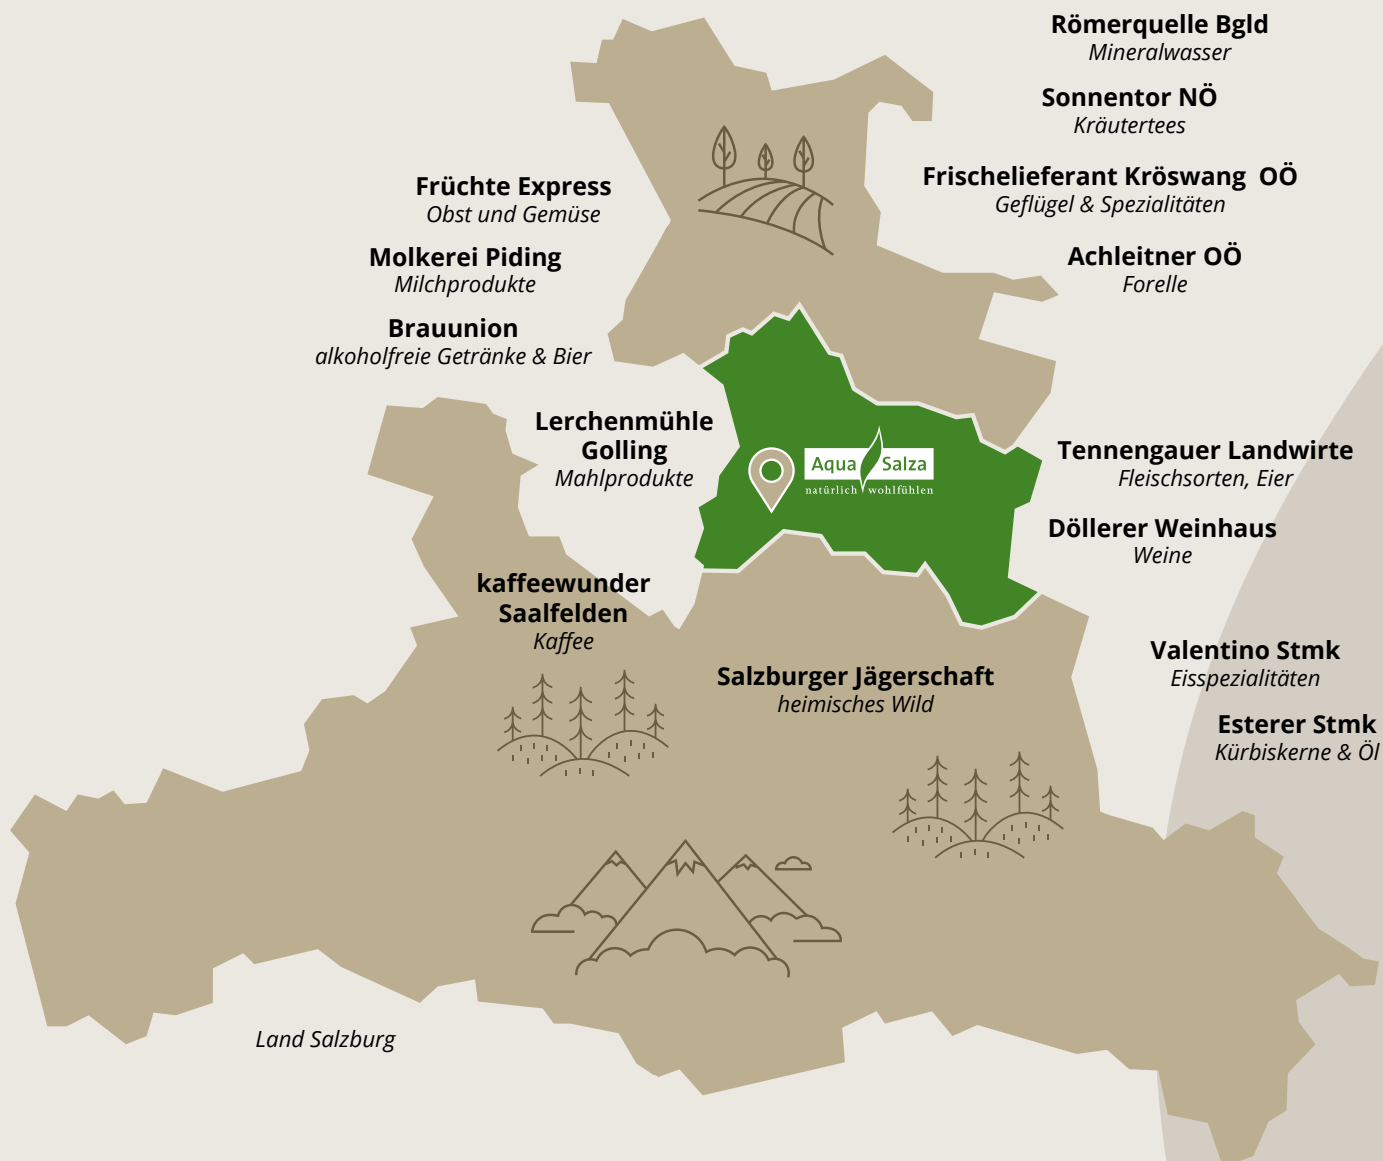 Römerquelle Bgld
Mineralwasser
Sonnentor NÖ
Kräutertees
Früchte Express
Obst und Gemüse
Frischelieferant Kröswang OÖ
Geflügel & Spezialitäten
Molkerei Piding
Milchprodukte
Achleitner OÖ
Forelle
Brauunion
alkoholfreie Getränke & Bier
Lerchenmühle
Golling
Mahlprodukte
Aqua Salza
natürlich wohlfühlen
Tennengauer Landwirte
Fleischsorten, Eier
Döllerer Weinhaus
Weine
kaffeewunder
Saalfelden
Kaffee
Salzburger Jägerschaft
heimisches Wild
Valentino Stmk
Eisspezialitäten
Esterer Stmk
Kürbiskerne & Öl
Land Salzburg